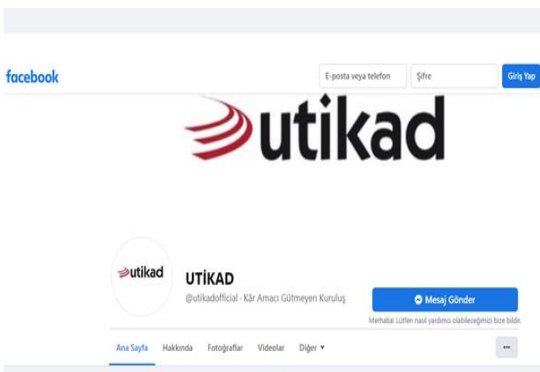 facebook
E-posta veya telefon
Şifre
Giriş Yap
utikad
utikad
UTİKAD
@utikadofficial · Kâr Amacı Gütmeyen Kuruluş
Mesaj Gönder
Merhaba! Lütfen nasıl yardımcı olabileceğimizi bize bildir.
Ana Sayfa Hakkında Fotoğraflar Videolar Diğer ▾
...